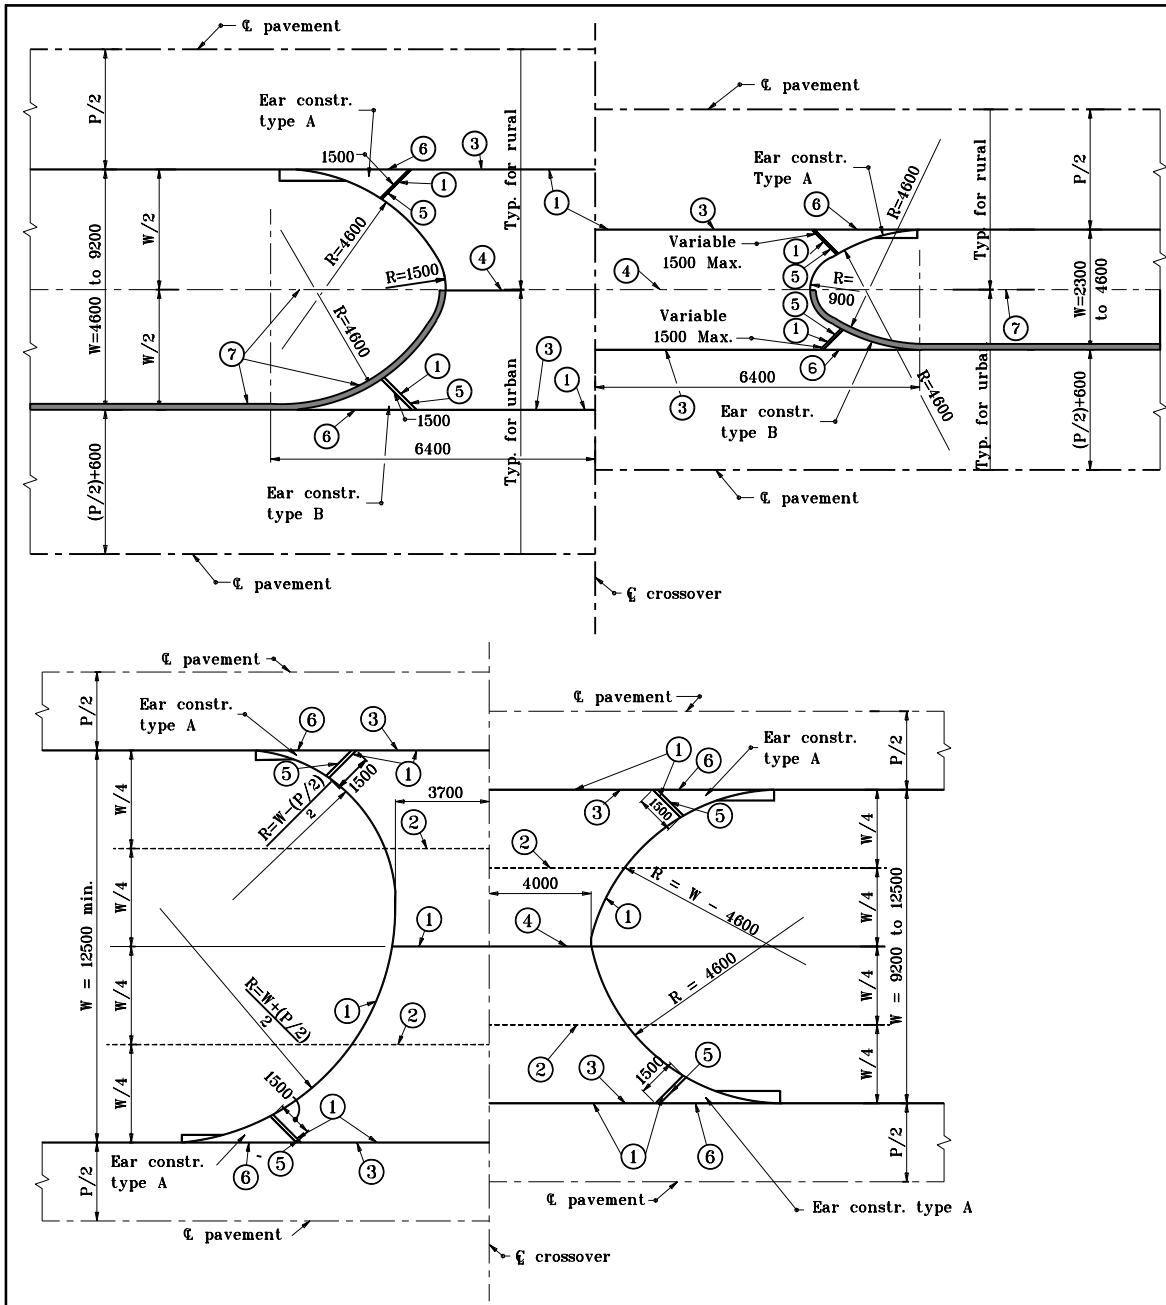 ℄ pavement
Ear constr.
type A
1500
6
3
1
5
P/2
W/2
W=4600 to 9200
R=4600
R=1500
4
Typ. for rural
1
W/2
R=4600
7
3
1
1
5
1500
6
6400
Typ. for urban
(P/2)+600
Ear constr.
type B
℄ pavement
℄ crossover
℄ pavement
Ear constr.
Type A
6
R=4600
3
Variable
1500 Max.
1
5
4
R=
900
5
Variable
1
1500 Max.
6
3
6400
Ear constr.
type B
R=4600
Typ. for rural
P/2
W=2300
to 4600
7
Typ. for urba
(P/2)+600
℄ pavement
℄ pavement
P/2
Ear constr.
type A
6
3
5
1
1500
R=W-(P/2)
2
3700
2
W/4
W/4
W = 12500 min.
1
W/4
W/4
R=W+(P/2)
2
1
2
1500
1
Ear constr.
type A
6
5
3
P/2
℄ pavement
℄ crossover
℄ pavement
P/2
Ear constr.
type A
1
6
3
1500
5
2
W/4
4000
1
R = W - 4600
W/4
W = 9200 to 12500
4
R = 4600
W/4
2
3
1500
5
W/4
1
6
P/2
℄ pavement
Ear constr. type A